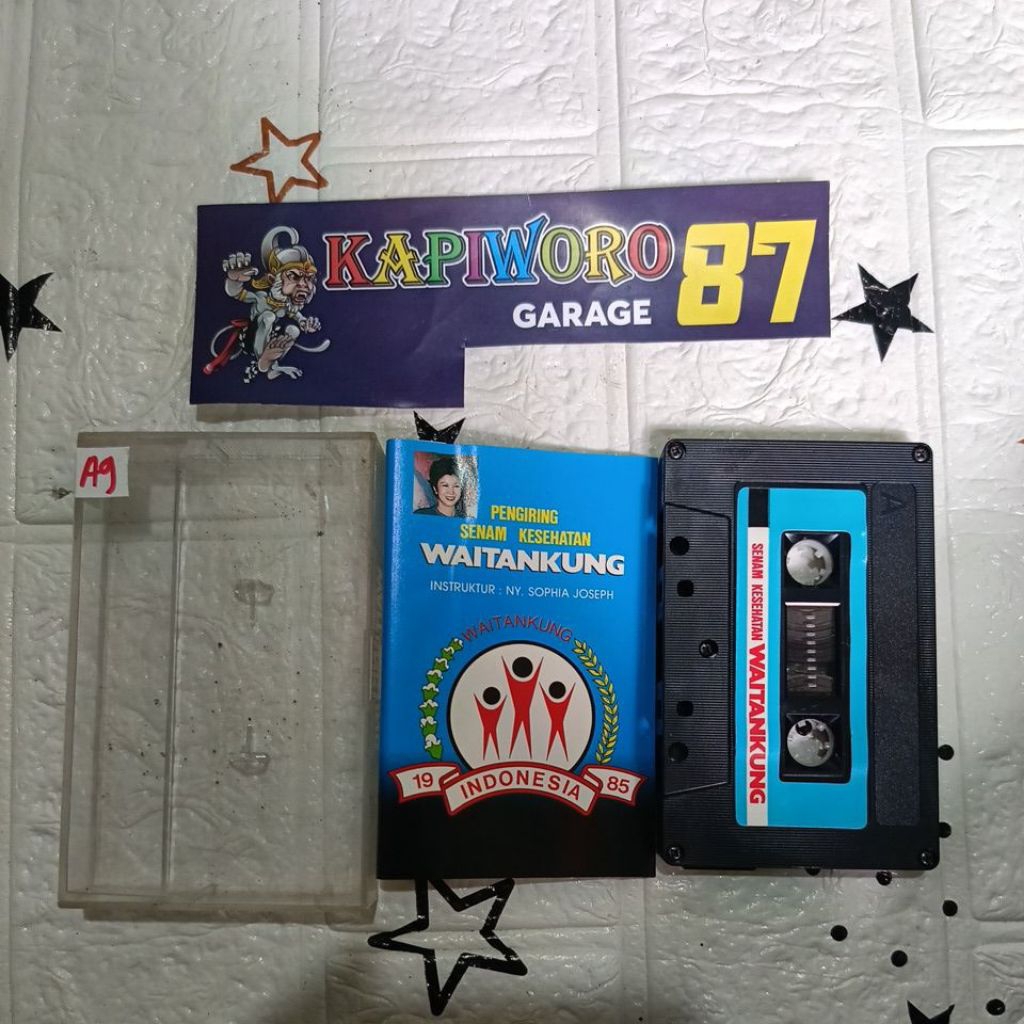 KAPIWORO 87
GARAGE
A9
PENGIRING
SENAM KESEHATAN
WAITANKUNG
INSTRUKTUR : NY. SOPHIA JOSEPH
WAITANKUNG
19 INDONESIA 85
A
SENAM KESEHATAN WAITANKUNG